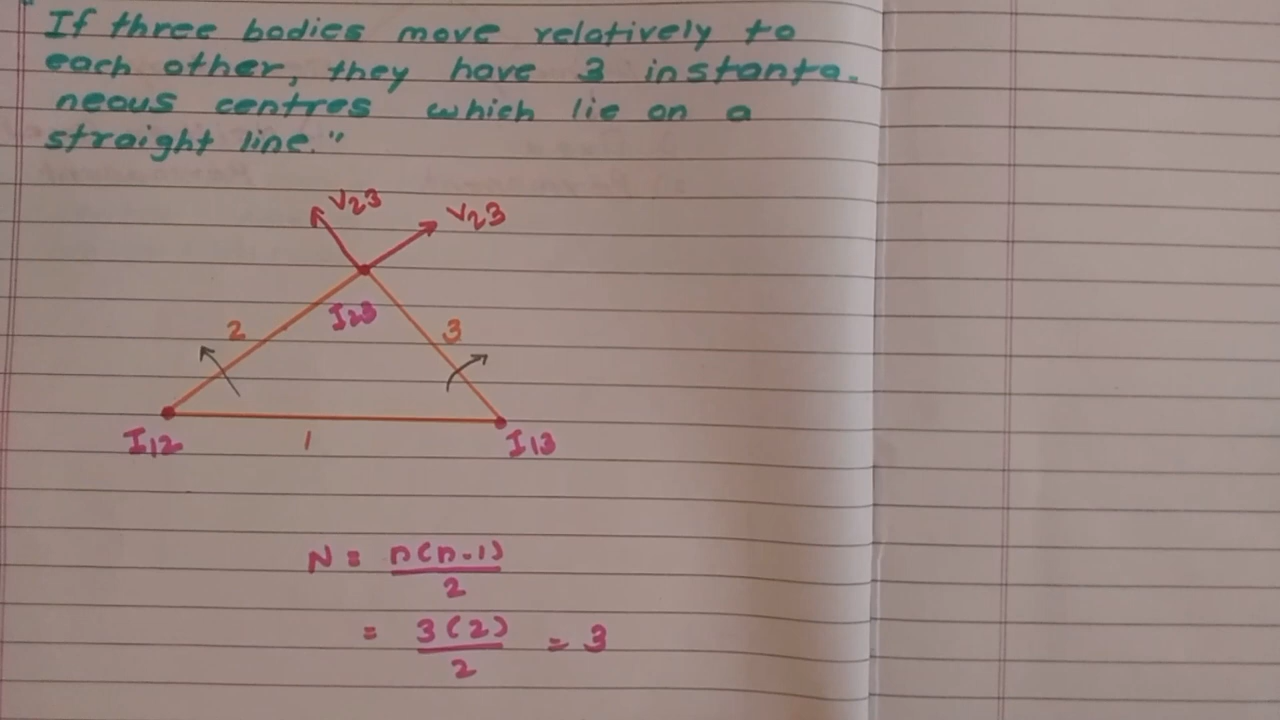 "If three bodies move relatively to
each other, they have 3 instanta-
neous centres which lie on a
straight line."
V23
V23
I23
2
3
I12
1
I13
N = n(n-1)
2
= 3(2)
2
= 3